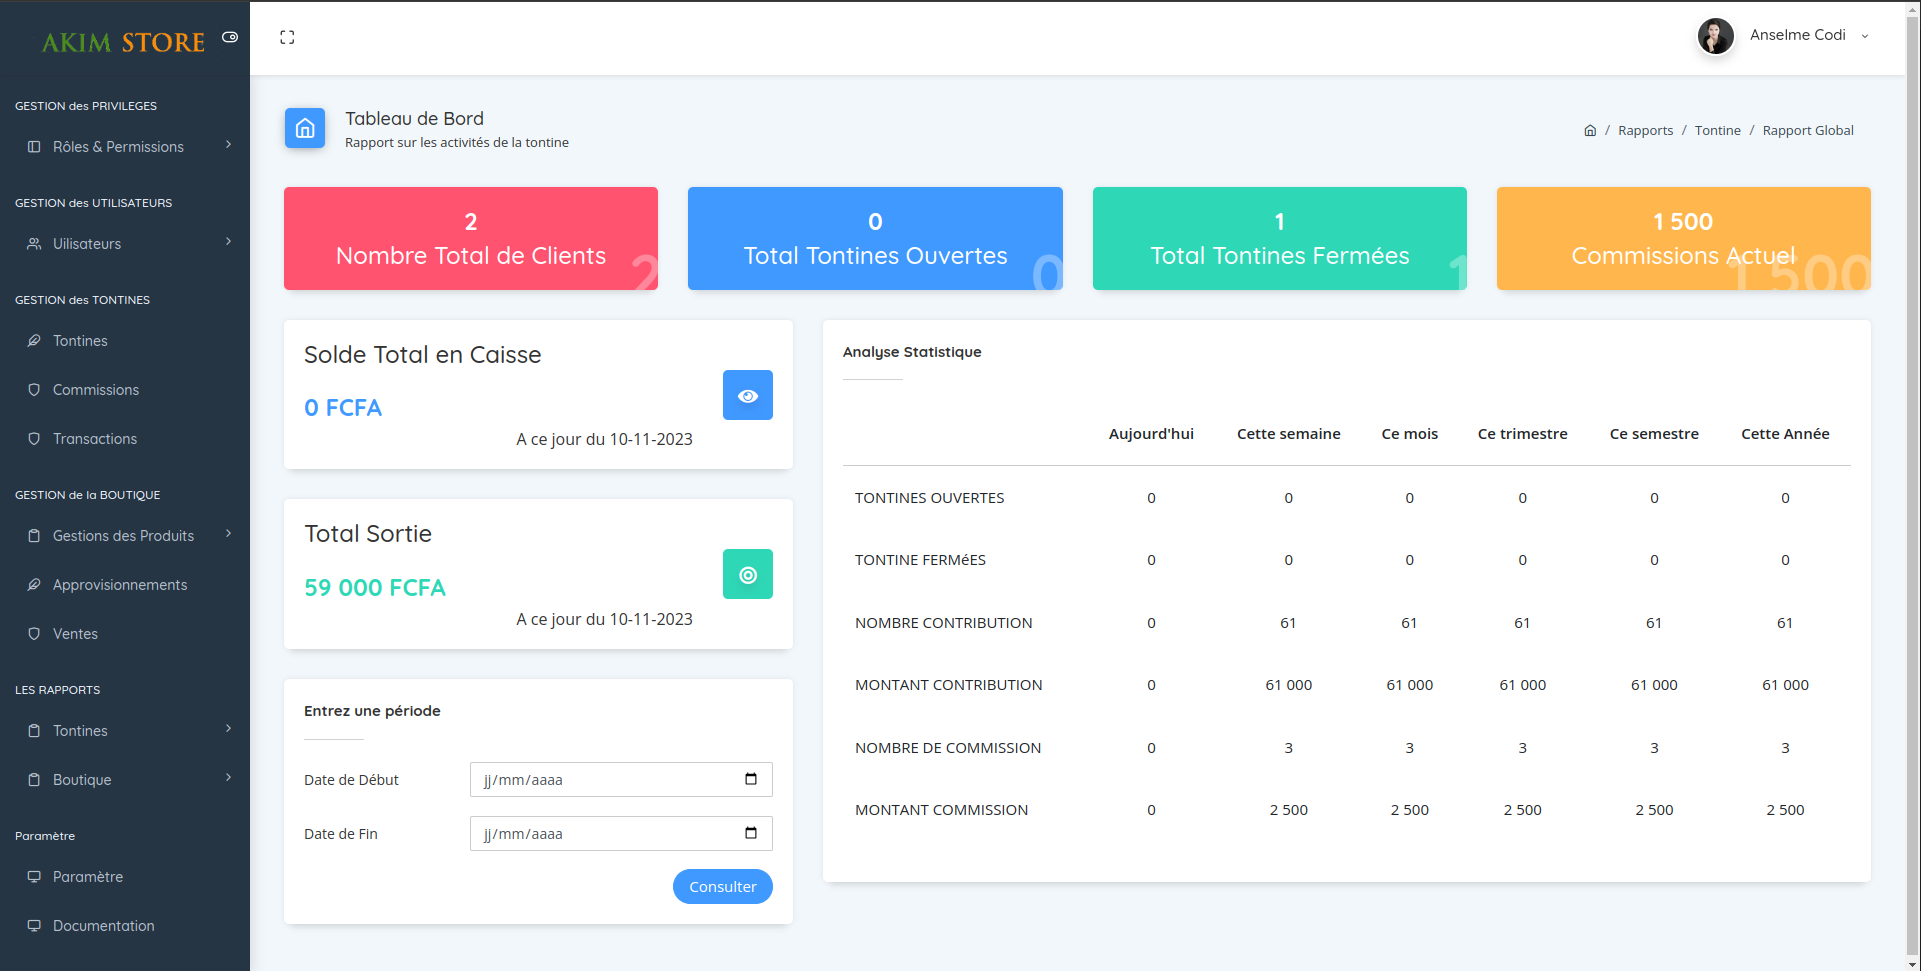 AKIM STORE
Anselme Codi
GESTION des PRIVILEGES
Rôles & Permissions
GESTION des UTILISATEURS
Uilisateurs
GESTION des TONTINES
Tontines
Commissions
Transactions
GESTION de la BOUTIQUE
Gestions des Produits
Approvisionnements
Ventes
LES RAPPORTS
Tontines
Boutique
Paramètre
Paramètre
Documentation
Tableau de Bord
Rapport sur les activités de la tontine
/ Rapports / Tontine / Rapport Global
2
Nombre Total de Clients
2
0
Total Tontines Ouvertes
0
1
Total Tontines Fermées
1
1 500
Commissions Actuel
1 500
Solde Total en Caisse
0 FCFA
A ce jour du 10-11-2023
Total Sortie
59 000 FCFA
A ce jour du 10-11-2023
Entrez une période
Date de Début jj/mm/aaaa
Date de Fin jj/mm/aaaa
Consulter
Analyse Statistique
Aujourd'hui Cette semaine Ce mois Ce trimestre Ce semestre Cette Année
TONTINES OUVERTES 0 0 0 0 0 0
TONTINE FERMéES 0 0 0 0 0 0
NOMBRE CONTRIBUTION 0 61 61 61 61 61
MONTANT CONTRIBUTION 0 61 000 61 000 61 000 61 000 61 000
NOMBRE DE COMMISSION 0 3 3 3 3 3
MONTANT COMMISSION 0 2 500 2 500 2 500 2 500 2 500